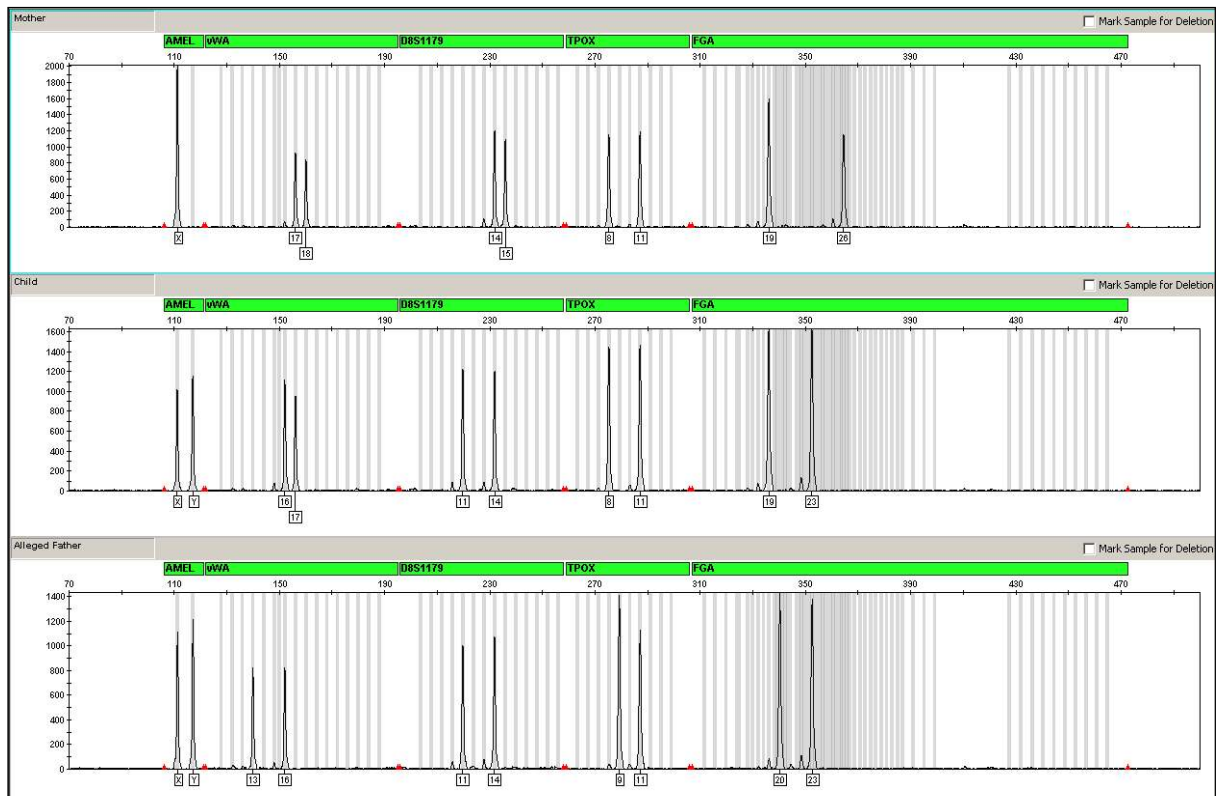 Mother
Mark Sample for Deletion
AMEL vWA D8S1179 TPOX FGA
70 110 150 190 230 270 310 350 390 430 470
2000
1800
1600
1400
1200
1000
800
600
400
200
0
X 17 14 8 11 19 26
18 15
Child
Mark Sample for Deletion
AMEL vWA D8S1179 TPOX FGA
70 110 150 190 230 270 310 350 390 430 470
1600
1400
1200
1000
800
600
400
200
0
X Y 16 11 14 8 11 19 23
17
Alleged Father
Mark Sample for Deletion
AMEL vWA D8S1179 TPOX FGA
70 110 150 190 230 270 310 350 390 430 470
1400
1200
1000
800
600
400
200
0
X Y 13 16 11 14 9 11 20 23